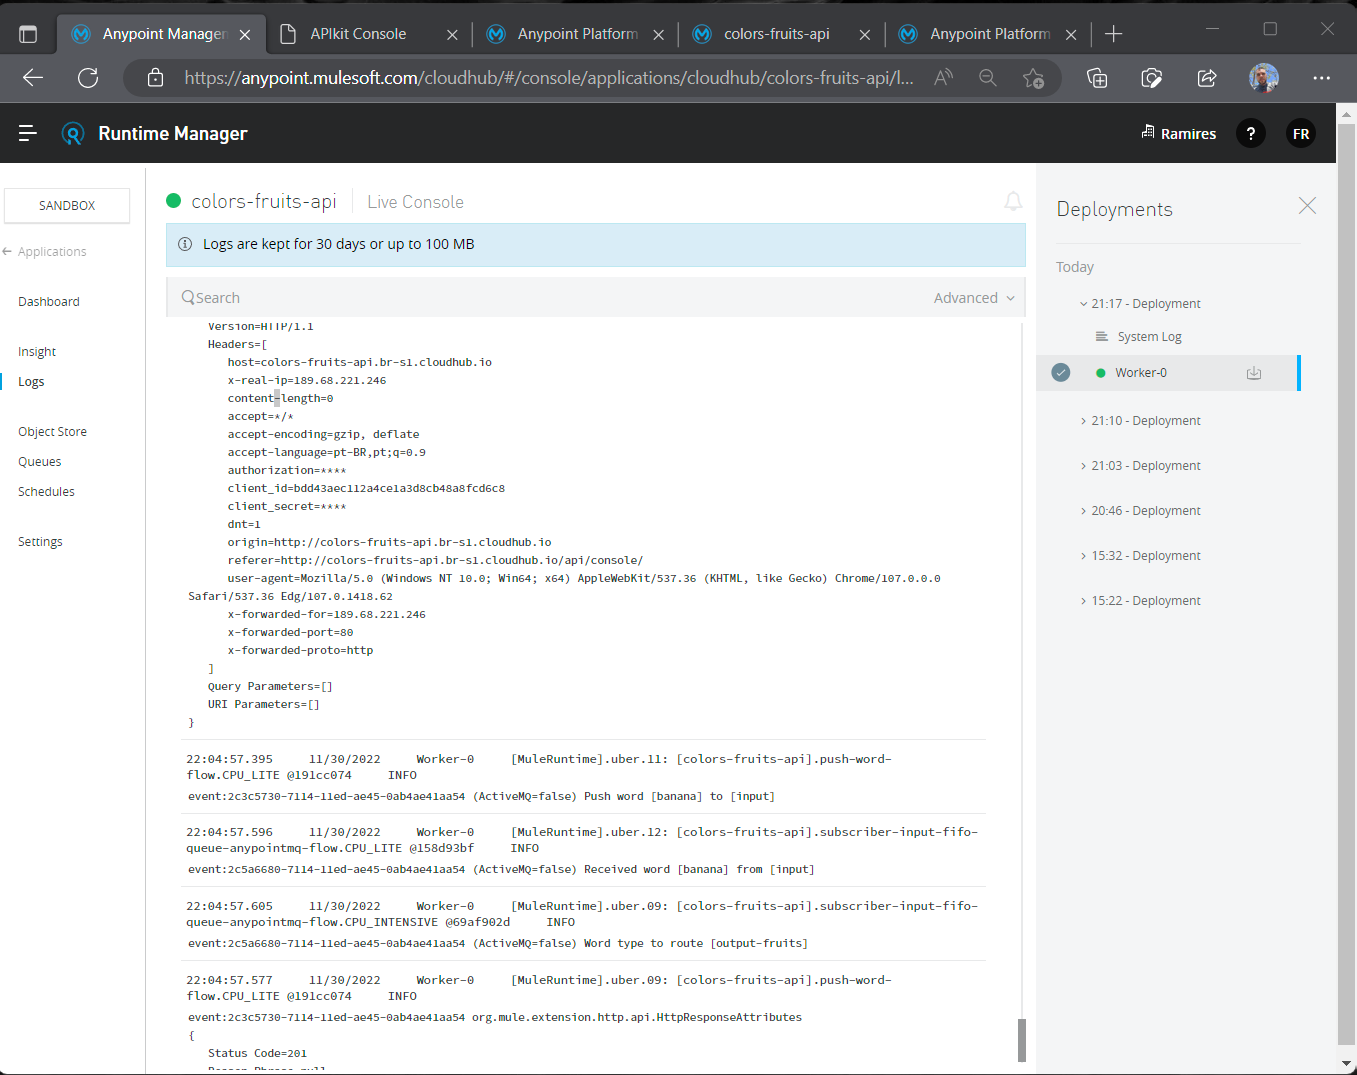 Anypoint Manager
APIkit Console
Anypoint Platform
colors-fruits-api
Anypoint Platform
https://anypoint.mulesoft.com/cloudhub/#/console/applications/cloudhub/colors-fruits-api/l...
Runtime Manager
Ramires
?
FR
SANDBOX
Applications
Dashboard
Insight
Logs
Object Store
Queues
Schedules
Settings
colors-fruits-api
Live Console
Logs are kept for 30 days or up to 100 MB
Search
Advanced
Version=HTTP/1.1
Headers=[
host=colors-fruits-api.br-s1.cloudhub.io
x-real-ip=189.68.221.246
content-length=0
accept=*/*
accept-encoding=gzip, deflate
accept-language=pt-BR,pt;q=0.9
authorization=****
client_id=bdd43aec112a4ce1a3d8cb48a8fcd6c8
client_secret=****
dnt=1
origin=http://colors-fruits-api.br-s1.cloudhub.io
referer=http://colors-fruits-api.br-s1.cloudhub.io/api/console/
user-agent=Mozilla/5.0 (Windows NT 10.0; Win64; x64) AppleWebKit/537.36 (KHTML, like Gecko) Chrome/107.0.0.0
Safari/537.36 Edg/107.0.1418.62
x-forwarded-for=189.68.221.246
x-forwarded-port=80
x-forwarded-proto=http
]
Query Parameters=[]
URI Parameters=[]
}
22:04:57.395 11/30/2022 Worker-0 [MuleRuntime].uber.11: [colors-fruits-api].push-word-
flow.CPU_LITE @191cc074 INFO
event:2c3c5730-7114-11ed-ae45-0ab4ae41aa54 (ActiveMQ=false) Push word [banana] to [input]
22:04:57.596 11/30/2022 Worker-0 [MuleRuntime].uber.12: [colors-fruits-api].subscriber-input-fifo-
queue-anypointmq-flow.CPU_LITE @158d93bf INFO
event:2c5a6680-7114-11ed-ae45-0ab4ae41aa54 (ActiveMQ=false) Received word [banana] from [input]
22:04:57.605 11/30/2022 Worker-0 [MuleRuntime].uber.09: [colors-fruits-api].subscriber-input-fifo-
queue-anypointmq-flow.CPU_INTENSIVE @69af902d INFO
event:2c5a6680-7114-11ed-ae45-0ab4ae41aa54 (ActiveMQ=false) Word type to route [output-fruits]
22:04:57.577 11/30/2022 Worker-0 [MuleRuntime].uber.09: [colors-fruits-api].push-word-
flow.CPU_LITE @191cc074 INFO
event:2c3c5730-7114-11ed-ae45-0ab4ae41aa54 org.mule.extension.http.api.HttpResponseAttributes
{
Status Code=201
Deployments
Today
21:17 - Deployment
System Log
Worker-0
21:10 - Deployment
21:03 - Deployment
20:46 - Deployment
15:32 - Deployment
15:22 - Deployment